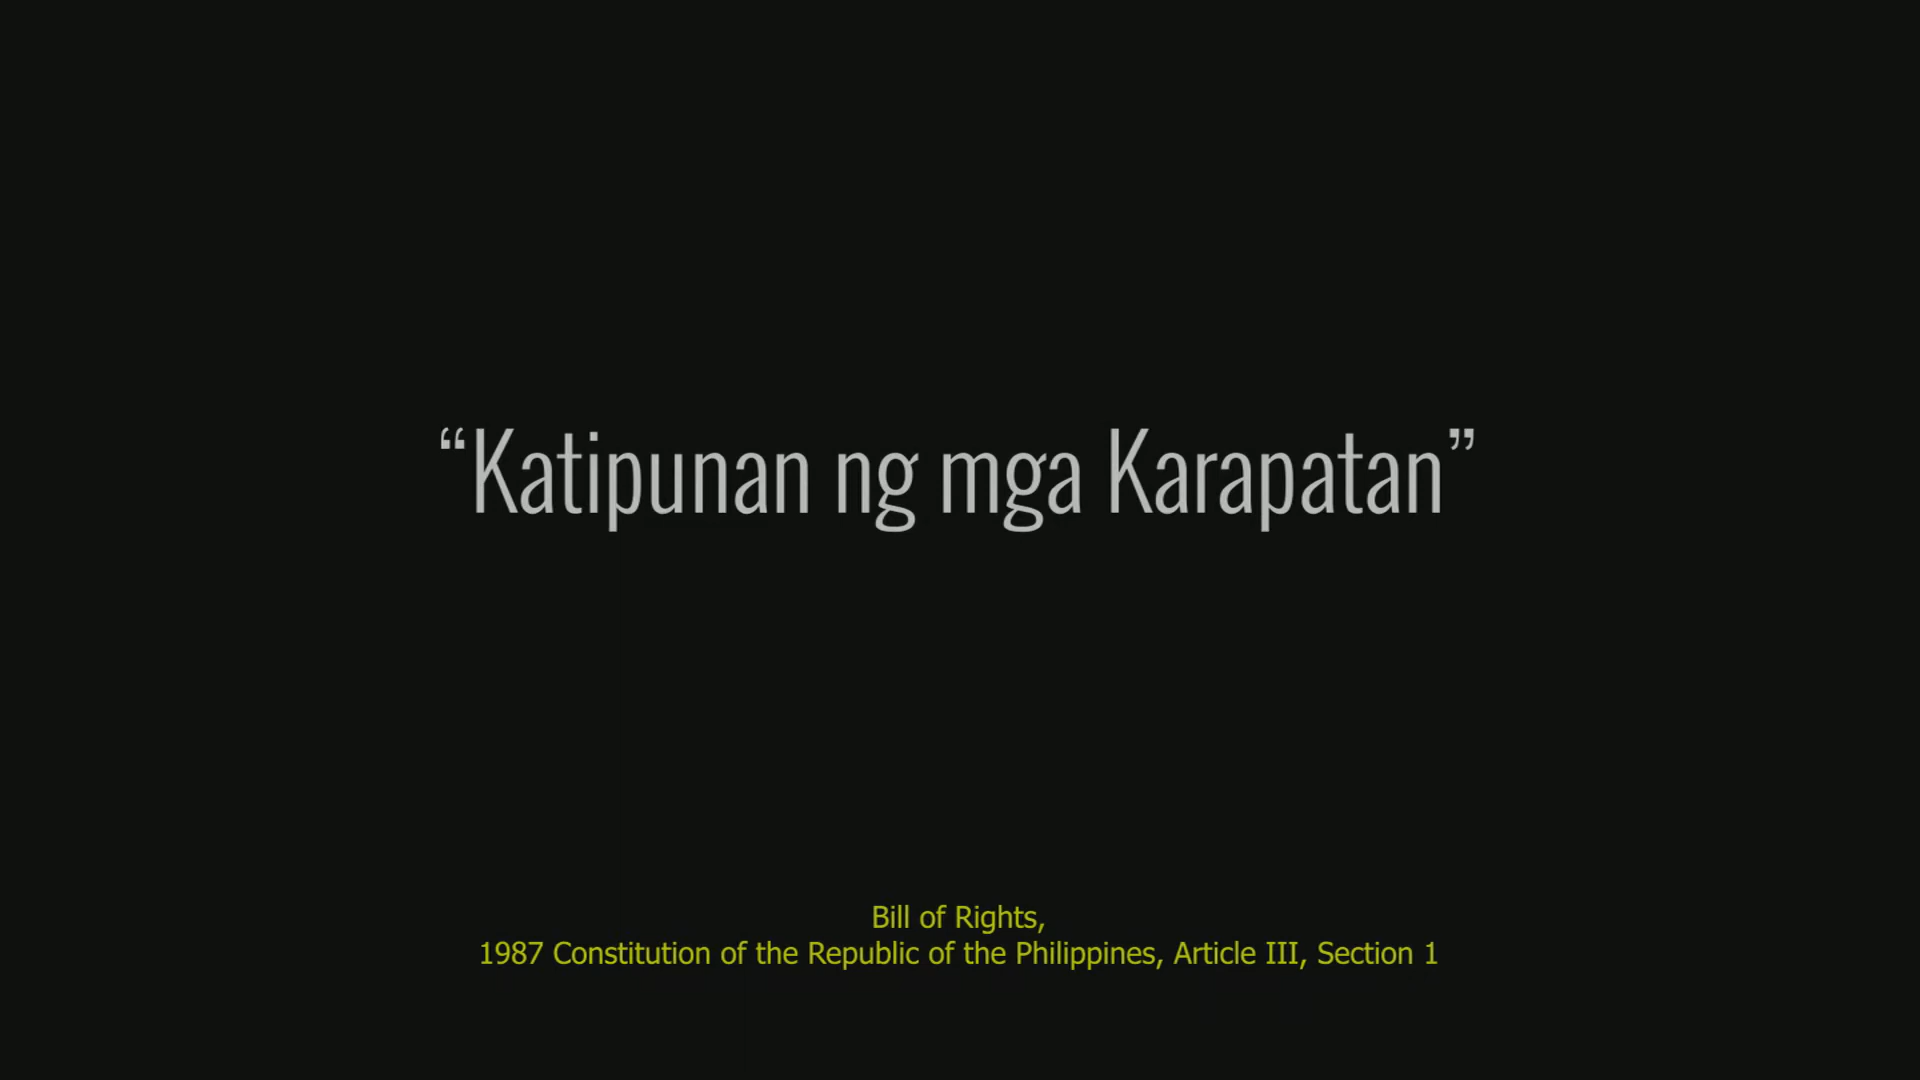 “Katipunan ng mga Karapatan”
Bill of Rights,
1987 Constitution of the Republic of the Philippines, Article III, Section 1